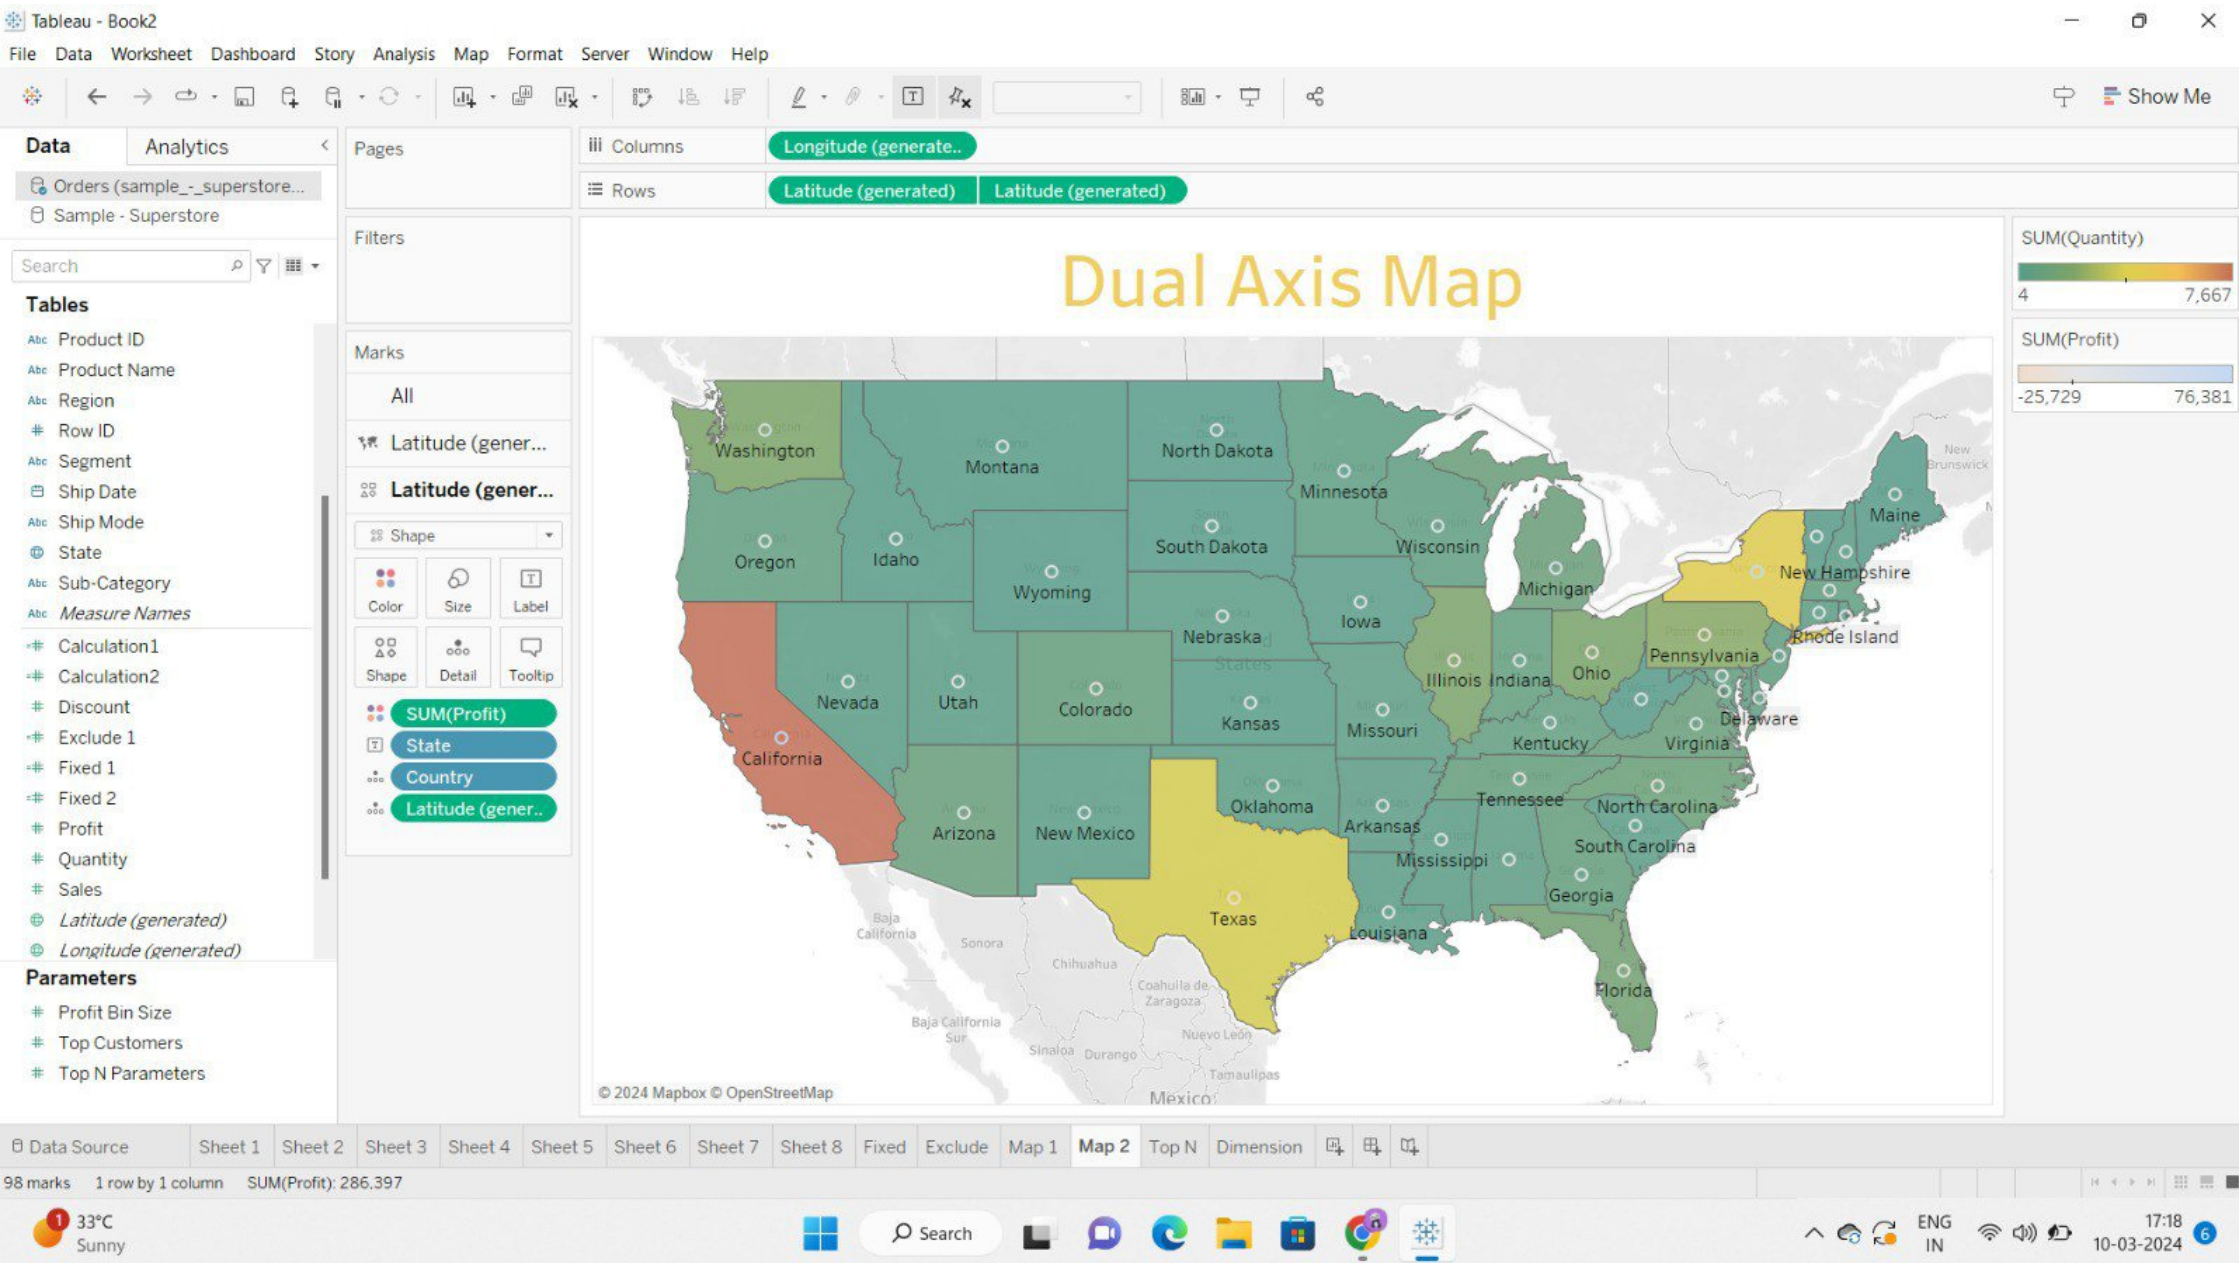 Tableau - Book2
File Data Worksheet Dashboard Story Analysis Map Format Server Window Help
Show Me
Data Analytics
Orders (sample_-_superstore...
Sample - Superstore
Search
Tables
Abc Product ID
Abc Product Name
Abc Region
# Row ID
Abc Segment
Ship Date
Abc Ship Mode
State
Abc Sub-Category
Abc Measure Names
=# Calculation1
=# Calculation2
# Discount
=# Exclude 1
=# Fixed 1
=# Fixed 2
# Profit
# Quantity
# Sales
Latitude (generated)
Longitude (generated)
Parameters
# Profit Bin Size
# Top Customers
# Top N Parameters
Pages
Filters
Marks
All
Latitude (gener...
Latitude (gener...
Shape
Color Size Label
Shape Detail Tooltip
SUM(Profit)
State
Country
Latitude (gener..
Columns Longitude (generate..
Rows Latitude (generated) Latitude (generated)
Dual Axis Map
Washington
Montana
North Dakota
Minnesota
Maine
New
Brunswick
Oregon
Idaho
Wyoming
South Dakota
Wisconsin
Michigan
New Hampshire
Nebraska
Iowa
Rhode Island
States
Nevada
Utah
Colorado
Kansas
Missouri
Illinois
Indiana
Ohio
Pennsylvania
Delaware
Kentucky
Virginia
California
Arizona
New Mexico
Oklahoma
Arkansas
Tennessee
North Carolina
South Carolina
Mississippi
Georgia
Texas
Louisiana
Florida
Baja
California
Sonora
Chihuahua
Coahuila de
Zaragoza
Baja California
Sur
Nuevo León
Sinaloa
Durango
Tamaulipas
Mexico
© 2024 Mapbox © OpenStreetMap
SUM(Quantity)
4 7,667
SUM(Profit)
-25,729 76,381
Data Source Sheet 1 Sheet 2 Sheet 3 Sheet 4 Sheet 5 Sheet 6 Sheet 7 Sheet 8 Fixed Exclude Map 1 Map 2 Top N Dimension
98 marks 1 row by 1 column SUM(Profit): 286,397
1 33°C
Sunny
Search
ENG
IN
17:18
10-03-2024
6